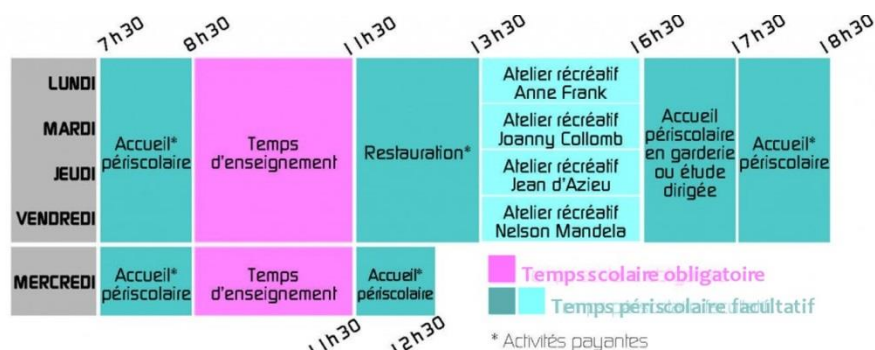 7h30
8h30
11h30
13h30
16h30
17h30
18h30
LUNDI
MARDI
JEUDI
VENDREDI
Accueil*
périscolaire
Temps
d'enseignement
Restauration*
Atelier récréatif
Anne Frank
Atelier récréatif
Joanny Collomb
Atelier récréatif
Jean d'Azieu
Atelier récréatif
Nelson Mandela
Accueil
périscolaire
en garderie
ou étude
dirigée
Accueil*
périscolaire
MERCREDI
Accueil*
périscolaire
Temps
d'enseignement
Accueil*
périscolaire
11h30
12h30
Temps scolaire obligatoire
Temps périscolaire facultatif
* Activités payantes